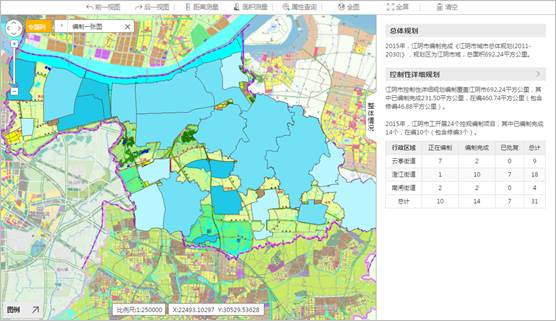 前一视图 后一视图 距离测量 面积测量 属性查询 全图 全屏 清空
编制一张图
总体规划
2015年，江阴市编制完成《江阴市城市总体规划(2011-
2030)》，规划区为江阴市域，总面积692.24平方公里。
控制性详细规划
江阴市控制性详细规划编制覆盖江阴市692.24平方公里，其
中已编制完成231.50平方公里，在编460.74平方公里（包含
修编46.88平方公里）。
2015年，江阴市工开展24个控规编制项目，其中已编制完成
14个，在编10个（包含修编3个）。
整体情况
行政区域 正在编制 编制完成 已批复 总计
云亭街道 7 2 0 9
澄江街道 1 10 7 18
南闸街道 2 2 0 4
总计 10 14 7 31
图例
比例尺:1:250000 X:22493.10297 Y:30529.53628